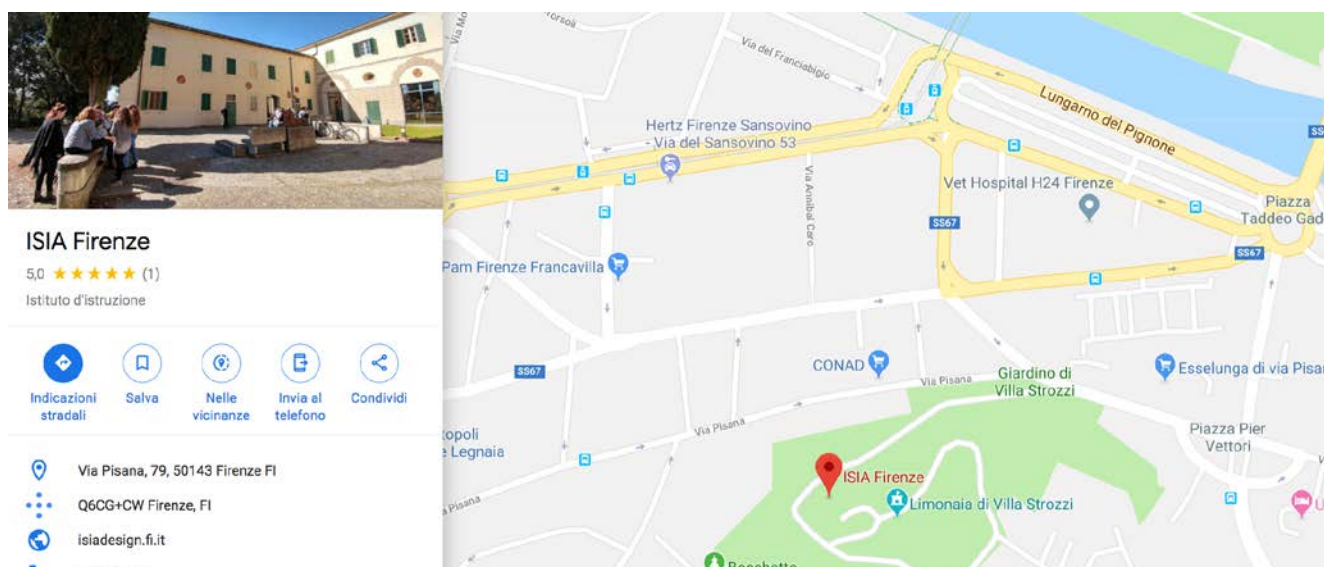 ISIA Firenze
5,0
(1)
Istituto d'istruzione
Indicazioni
stradali
Salva
Nelle
vicinanze
Invia al
telefono
Condividi
Via Pisana, 79, 50143 Firenze FI
Q6CG+CW Firenze, FI
isiadesign.fi.it
Via del Franciabigio
Lungarno del Pignone
Hertz Firenze Sansovino
- Via del Sansovino 53
Via Annibal Caro
Vet Hospital H24 Firenze
Piazza
Taddeo Gad
SS67
SS67
Pam Firenze Francavilla
SS67
CONAD
Via Pisana
Giardino di
Villa Strozzi
Esselunga di via Pisa
Via Pisana
Piazza Pier
Vettori
e Legnaia
ISIA Firenze
Limonaia di Villa Strozzi
a Pisana